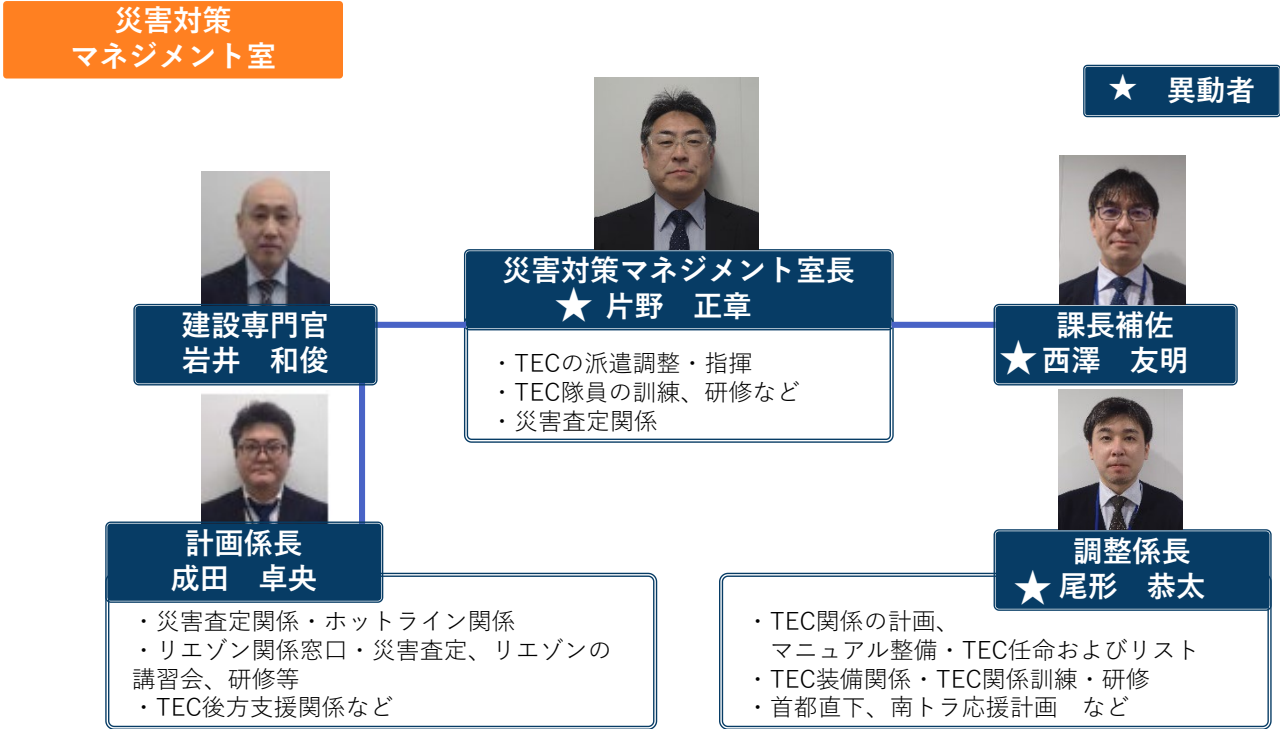 災害対策
マネジメント室
★　異動者
災害対策マネジメント室長
★ 片野　正章
・TECの派遣調整・指揮
・TEC隊員の訓練、研修など
・災害査定関係
建設専門官
岩井　和俊
課長補佐
★西澤　友明
計画係長
成田　卓央
・災害査定関係・ホットライン関係
・リエゾン関係窓口・災害査定、リエゾンの
講習会、研修等
・TEC後方支援関係など
調整係長
★尾形　恭太
・TEC関係の計画、
マニュアル整備・TEC任命およびリスト
・TEC装備関係・TEC関係訓練・研修
・首都直下、南トラ応援計画　など